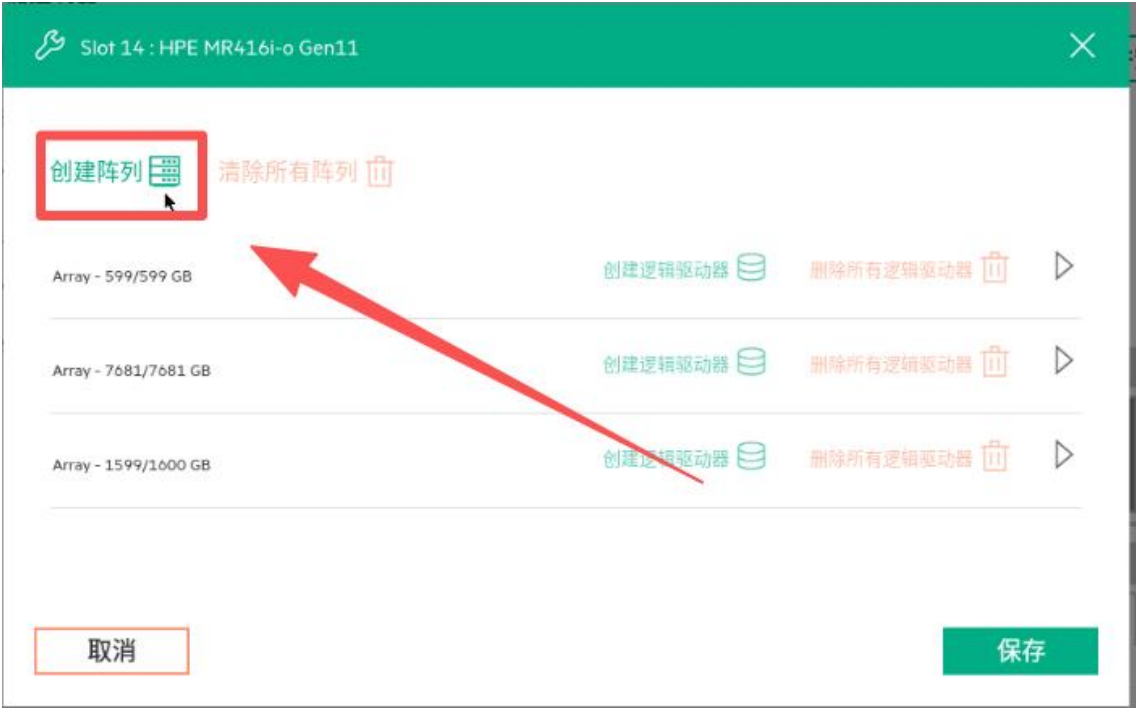 Slot 14 : HPE MR416i-o Gen11
创建阵列 清除所有阵列
Array - 599/599 GB 创建逻辑驱动器 删除所有逻辑驱动器
Array - 7681/7681 GB 创建逻辑驱动器 删除所有逻辑驱动器
Array - 1599/1600 GB 创建逻辑驱动器 删除所有逻辑驱动器
取消 保存